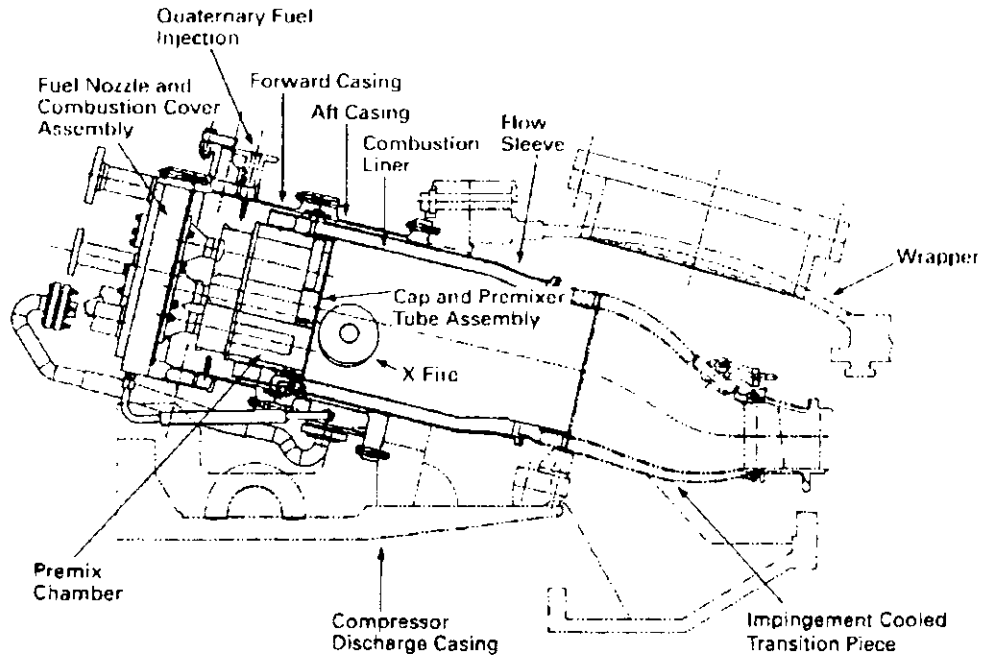 Quaternary Fuel
Injection
Fuel Nozzle and
Combustion Cover
Assembly
Forward Casing
Aft Casing
Combustion
Liner
Flow
Sleeve
Wrapper
Cap and Premixer
Tube Assembly
X Fire
Premix
Chamber
Compressor
Discharge Casing
Impingement Cooled
Transition Piece